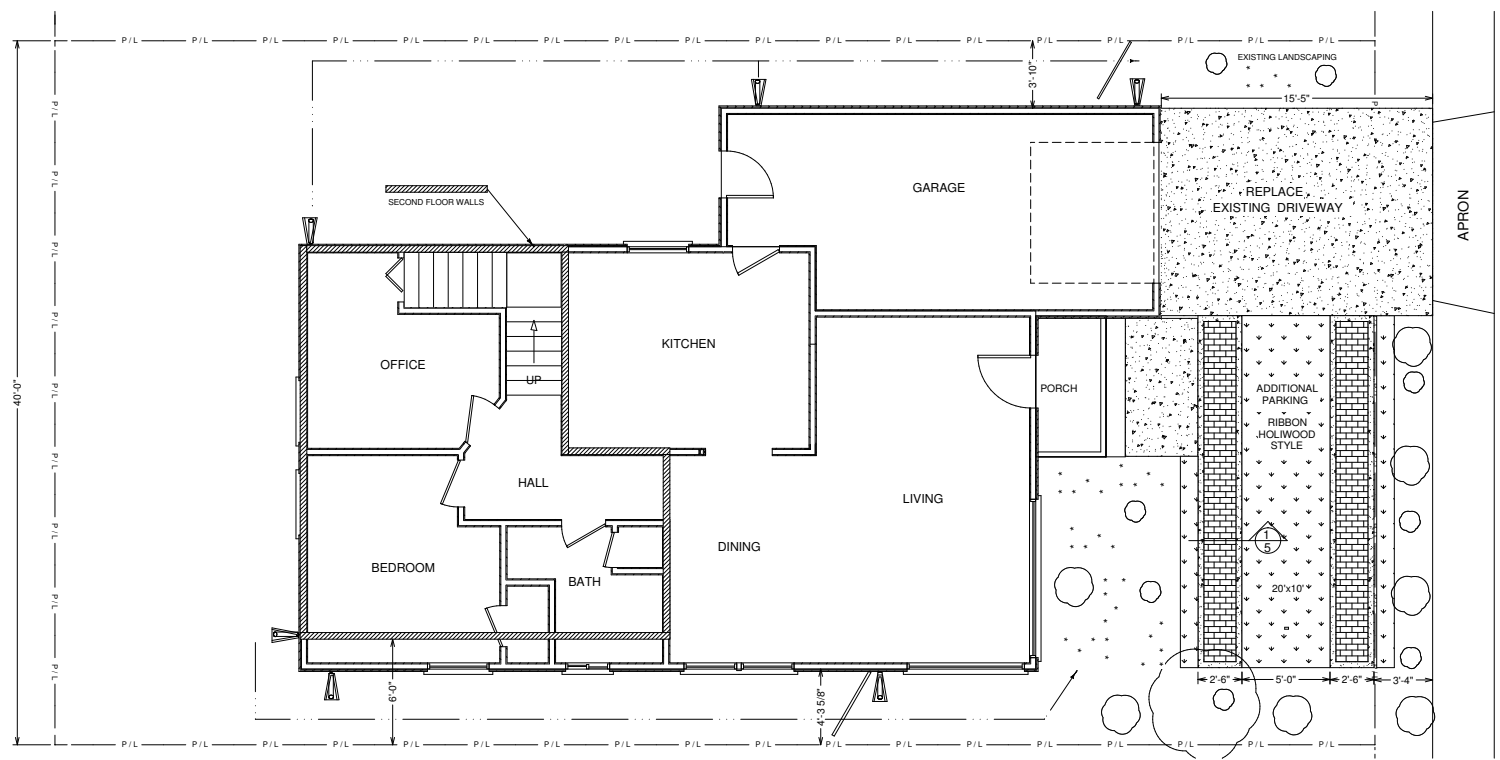 P/L P/L P/L P/L P/L P/L P/L P/L P/L P/L P/L P/L P/L P/L P/L P/L P/L P/L
EXISTING LANDSCAPING
3'-10"
15'-5"
P
P/L
P/L
P/L
P/L
P/L
P/L
P/L
P/L
P/L
40'-0"
SECOND FLOOR WALLS
GARAGE
REPLACE
EXISTING DRIVEWAY
APRON
OFFICE
KITCHEN
UP
PORCH
ADDITIONAL
PARKING
RIBBON
HOLIWOOD
STYLE
HALL
LIVING
DINING
1
5
BEDROOM
BATH
20'x10'
6'-0"
4'-3 5/8"
2'-6"
5'-0"
2'-6"
3'-4"
P/L P/L P/L P/L P/L P/L P/L P/L P/L P/L P/L P/L P/L P/L P/L P/L P/L P/L